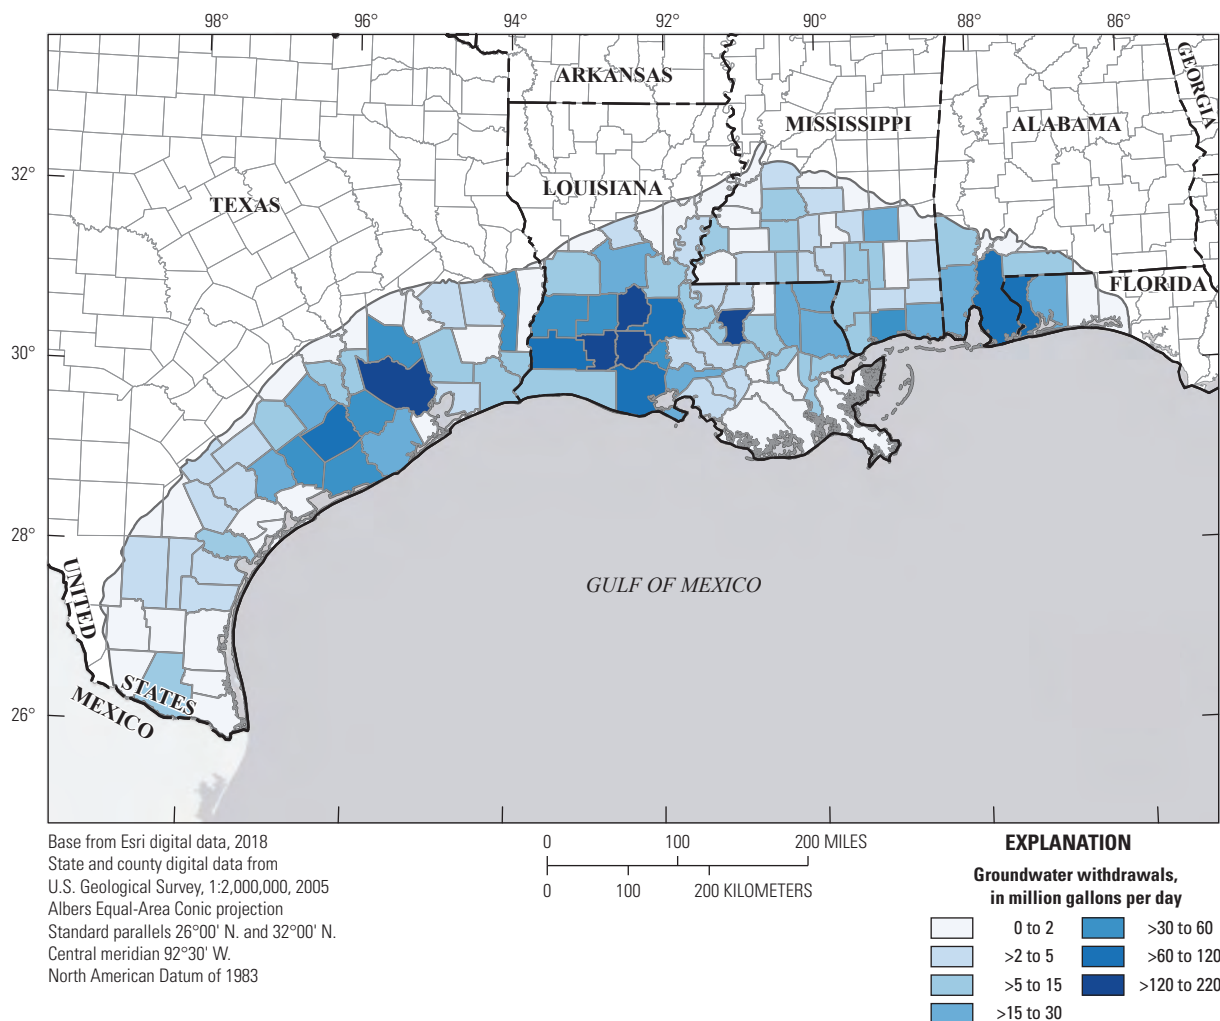 98° 96° 94° 92° 90° 88° 86°
ARKANSAS
GEORGIA
MISSISSIPPI
ALABAMA
32°
LOUISIANA
TEXAS
FLORIDA
30°
28°
GULF OF MEXICO
UNITED
STATES
MEXICO
26°
Base from Esri digital data, 2018
State and county digital data from
U.S. Geological Survey, 1:2,000,000, 2005
Albers Equal-Area Conic projection
Standard parallels 26°00' N. and 32°00' N.
Central meridian 92°30' W.
North American Datum of 1983
0 100 200 MILES
0 100 200 KILOMETERS
EXPLANATION
Groundwater withdrawals,
in million gallons per day
0 to 2
>2 to 5
>5 to 15
>15 to 30
>30 to 60
>60 to 120
>120 to 220